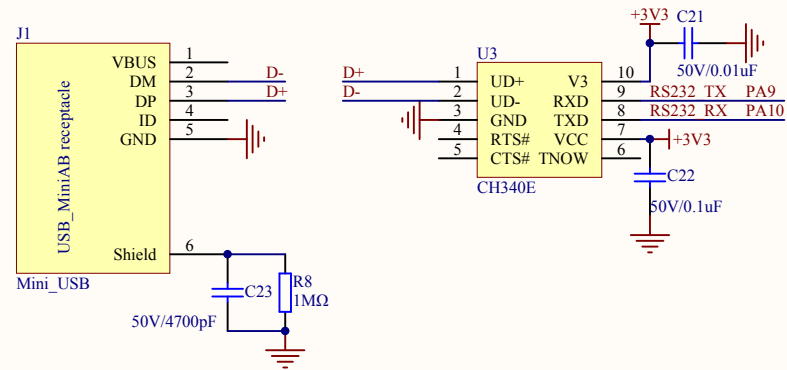 J1
USB_MiniAB receptacle
VBUS 1
DM 2 D-
DP 3 D+
ID 4
GND 5
Shield 6
Mini_USB
C23
50V/4700pF
R8
1MΩ
U3
D+ 1 UD+ V3 10
D- 2 UD- RXD 9 RS232 TX PA9
3 GND TXD 8 RS232 RX PA10
4 RTS# VCC 7 +3V3
5 CTS# TNOW 6
CH340E
+3V3
C21
50V/0.01uF
C22
50V/0.1uF